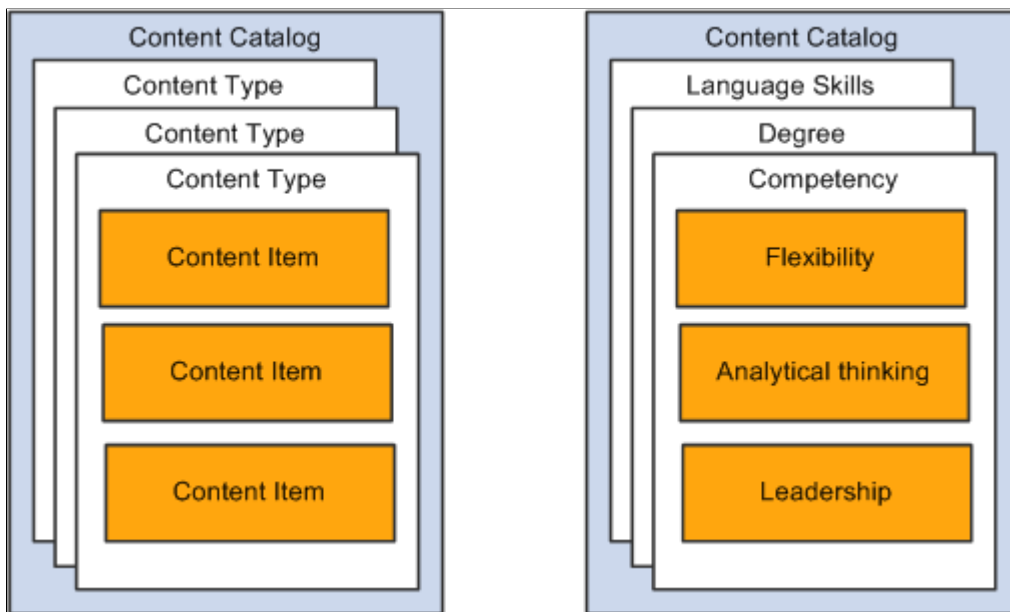 Content Catalog
Content Type
Content Type
Content Type
Content Item
Content Item
Content Item
Content Catalog
Language Skills
Degree
Competency
Flexibility
Analytical thinking
Leadership